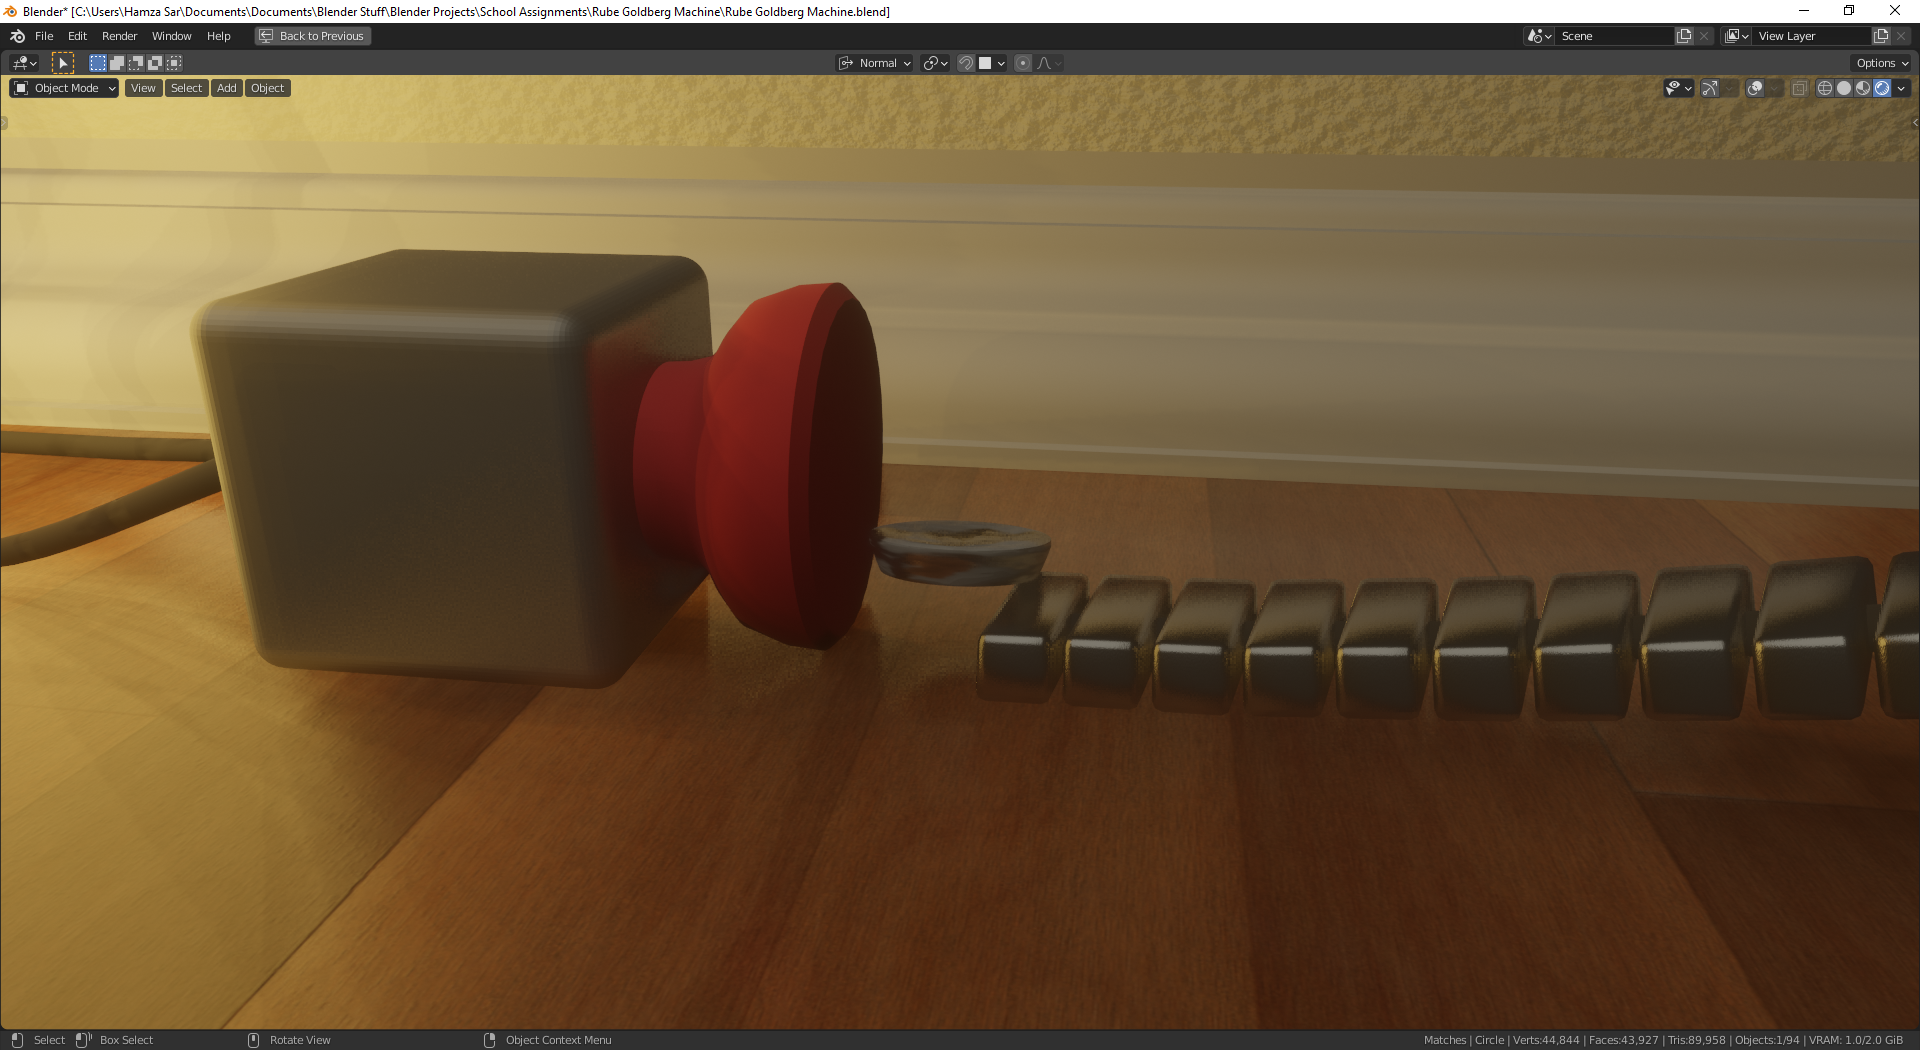 Blender* [C:\Users\Hamza Sar\Documents\Documents\Blender Stuff\Blender Projects\School Assignments\Rube Goldberg Machine\Rube Goldberg Machine.blend]
File Edit Render Window Help Back to Previous Scene View Layer
Normal Options
Object Mode View Select Add Object
Select Box Select Rotate View Object Context Menu Matches | Circle | Verts:44,844 | Faces:43,927 | Tris:89,958 | Objects:1/94 | VRAM: 1.0/2.0 GiB